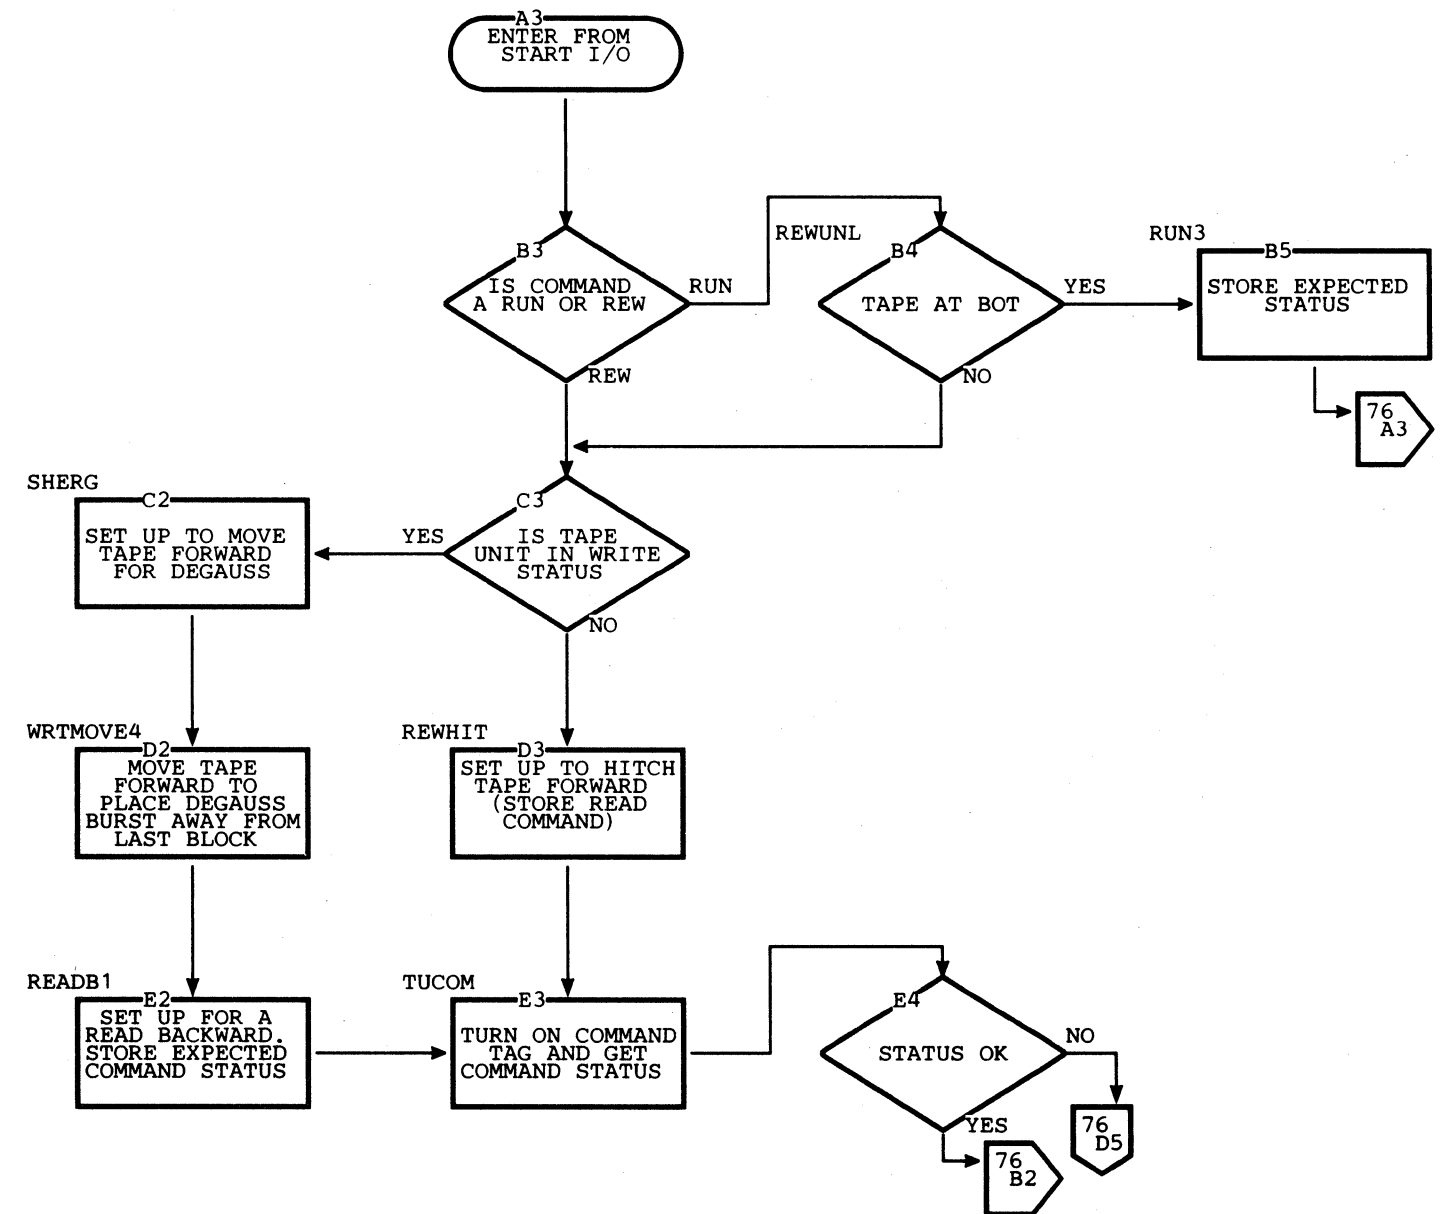 A3
ENTER FROM
START I/O
REWUNL
RUN3
B3
IS COMMAND
A RUN OR REW
RUN
REW
B4
TAPE AT BOT
YES
NO
B5
STORE EXPECTED
STATUS
76
A3
SHERG
C2
SET UP TO MOVE
TAPE FORWARD
FOR DEGAUSS
YES
C3
IS TAPE
UNIT IN WRITE
STATUS
NO
WRTMOVE4
D2
MOVE TAPE
FORWARD TO
PLACE DEGAUSS
BURST AWAY FROM
LAST BLOCK
REWHIT
D3
SET UP TO HITCH
TAPE FORWARD
(STORE READ
COMMAND)
READB1
E2
SET UP FOR A
READ BACKWARD.
STORE EXPECTED
COMMAND STATUS
TUCOM
E3
TURN ON COMMAND
TAG AND GET
COMMAND STATUS
E4
STATUS OK
NO
YES
76
D5
76
B2